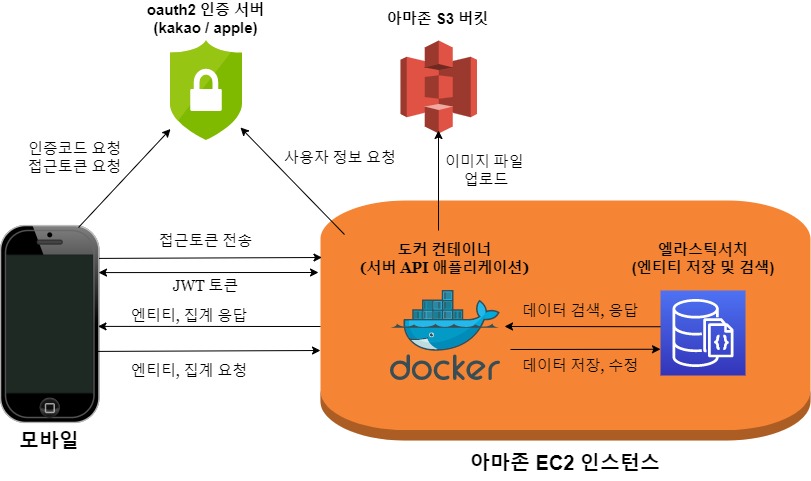 oauth2 인증 서버
(kakao / apple)
아마존 S3 버킷
인증코드 요청
접근토큰 요청
사용자 정보 요청
이미지 파일
업로드
접근토큰 전송
JWT 토큰
엔티티, 집계 응답
엔티티, 집계 요청
모바일
도커 컨테이너
(서버 API 애플리케이션)
docker
엘라스틱서치
(엔티티 저장 및 검색)
데이터 검색, 응답
데이터 저장, 수정
{}
아마존 EC2 인스턴스